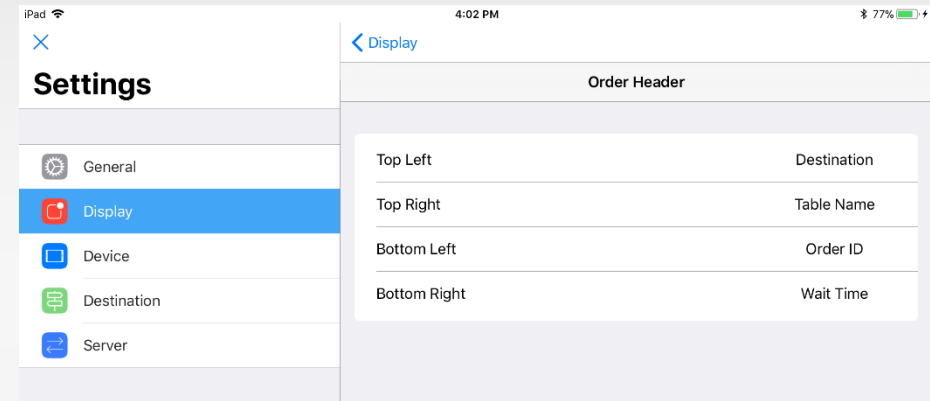 iPad 4:02 PM 77%
Display
Settings
Order Header
General
Display
Device
Destination
Server
Top Left Destination
Top Right Table Name
Bottom Left Order ID
Bottom Right Wait Time